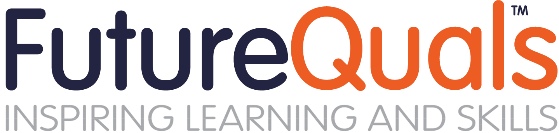 FutureQuals™
INSPIRING LEARNING AND SKILLS